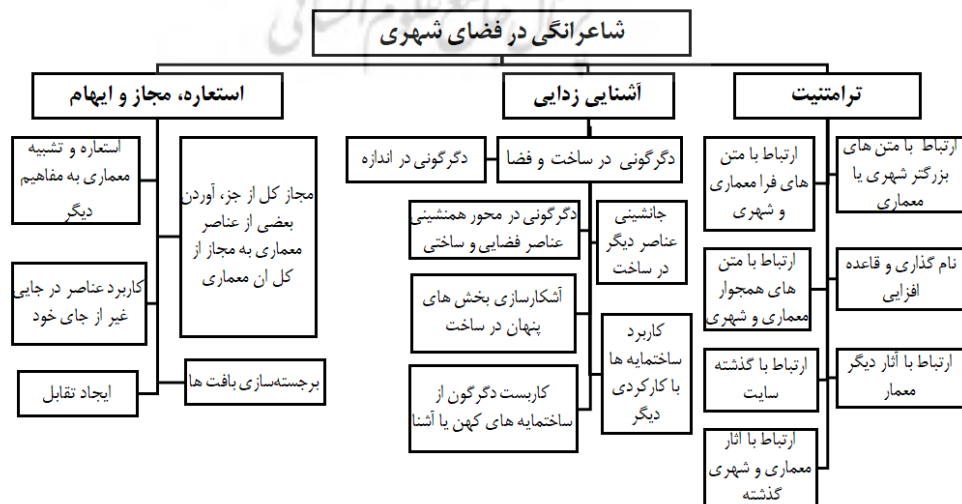 پرتال جامع علوم انسانی
شاعرانگی در فضای شهری
ترامتنیت
ارتباط با متن های
بزرگتر شهری یا
معماری
ارتباط با متن
های فرا معماری
و شهری
نام گذاری و قاعده
افزایی
ارتباط با متن
های همجوار
معماری و شهری
ارتباط با آثار دیگر
معمار
ارتباط با گذشته
سایت
ارتباط با آثار
معماری و شهری
گذشته
آشنایی زدایی
دگرگونی در ساخت و فضا
دگرگونی در اندازه
جانشینی
عناصر دیگر
در ساخت
دگرگونی در محور همنشینی
عناصر فضایی و ساختی
آشکارسازی بخش های
پنهان در ساخت
کاربرد
ساختمایه ها
با کارکردی
دیگر
کاربست دگرگون از
ساختمایه های کهن یا آشنا
استعاره، مجاز و ایهام
مجاز کل از جز، آوردن
بعضی از عناصر
معماری به مجاز از
کل ان معماری
استعاره و تشبیه
معماری به مفاهیم
دیگر
کاربرد عناصر در جایی
غیر از جای خود
برجسته‌سازی بافت ها
ایجاد تقابل